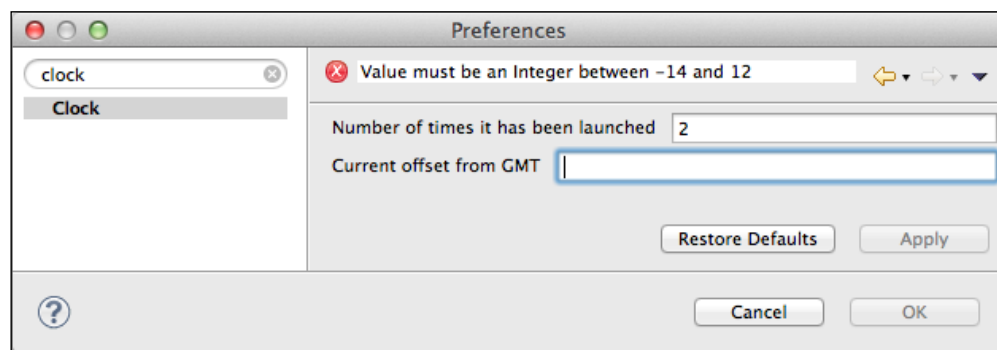 Preferences
clock
Clock
Value must be an Integer between -14 and 12
Number of times it has been launched 2
Current offset from GMT
Restore Defaults Apply
? Cancel OK